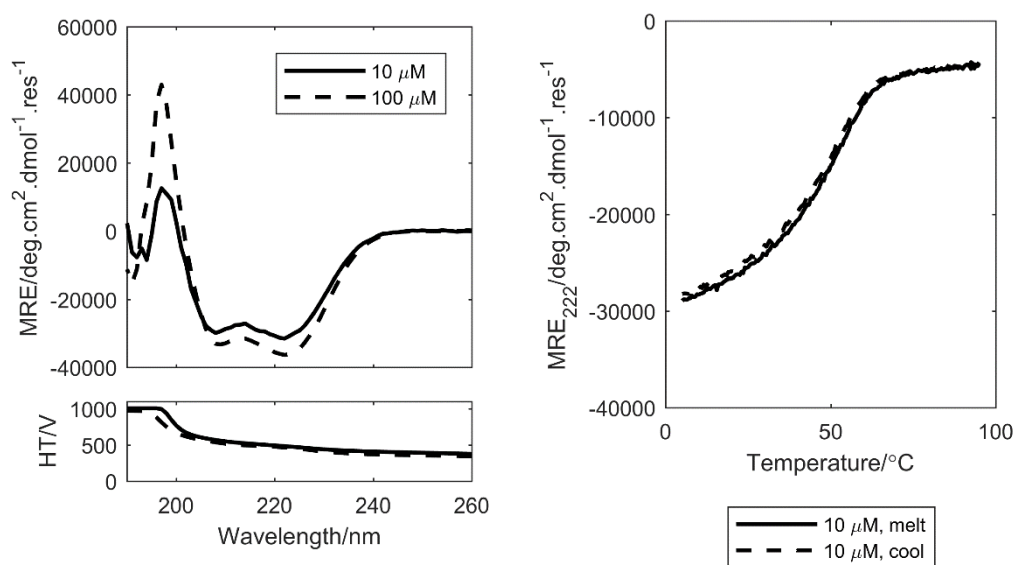 60000
40000
20000
0
-20000
-40000
MRE/deg.cm².dmol⁻¹.res⁻¹
10 μM
100 μM
1000
500
0
HT/V
200
220
240
260
Wavelength/nm
0
-10000
-20000
-30000
-40000
MRE₂₂₂/deg.cm².dmol⁻¹.res⁻¹
0
50
100
Temperature/°C
10 μM, melt
10 μM, cool